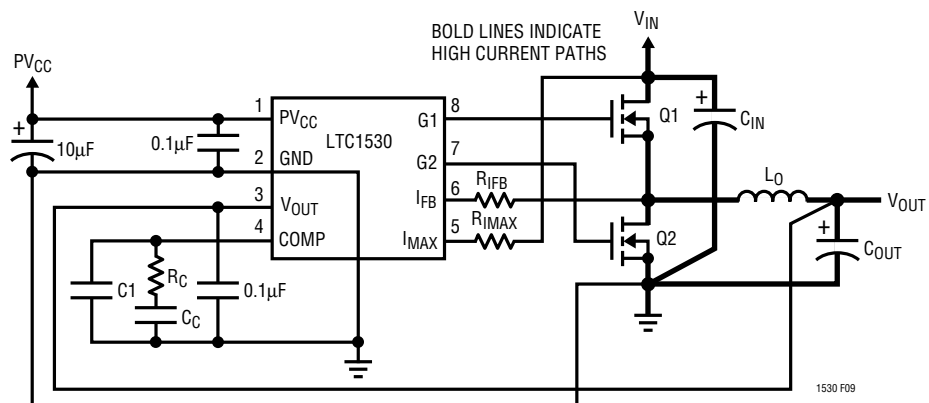 BOLD LINES INDICATE
HIGH CURRENT PATHS
VIN
PVCC
1
PVCC
LTC1530
G1
8
Q1
CIN
+
+
10µF
0.1µF
2
GND
G2
7
LO
3
VOUT
IFB
6
RIFB
VOUT
4
COMP
IMAX
5
RIMAX
Q2
+
COUT
C1
RC
CC
0.1µF
1530 F09